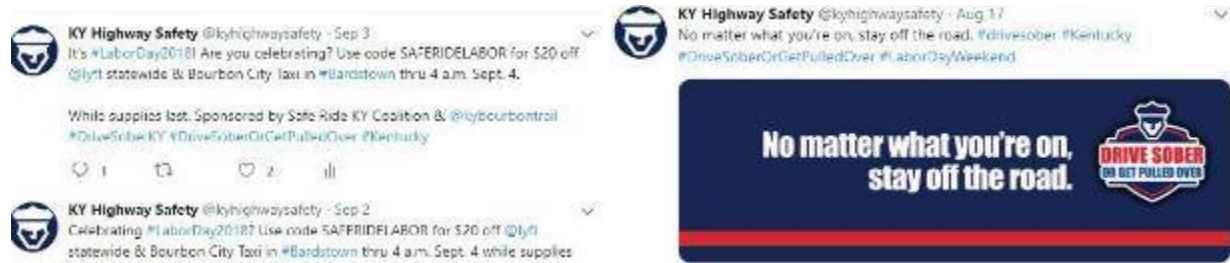 KY Highway Safety @kyhighwaysafety · Sep 3
It's #LaborDay2018! Are you celebrating? Use code SAFERIDELABOR for $20 off
@lyft statewide & Bourbon City Taxi in #Bardstown thru 4 a.m. Sept. 4.
While supplies last. Sponsored by Safe Ride KY Coalition & @kybourbontrail
#DriveSoberKY #DriveSoberOrGetPulledOver #Kentucky
1 2
KY Highway Safety @kyhighwaysafety · Sep 2
Celebrating #LaborDay2018? Use code SAFERIDELABOR for $20 off @lyft
statewide & Bourbon City Taxi in #Bardstown thru 4 a.m. Sept. 4 while supplies
KY Highway Safety @kyhighwaysafety · Aug 17
No matter what you're on, stay off the road. #drivesober #Kentucky
#DriveSoberOrGetPulledOver #LaborDayWeekend
No matter what you're on,
stay off the road.
DRIVE SOBER
OR GET PULLED OVER